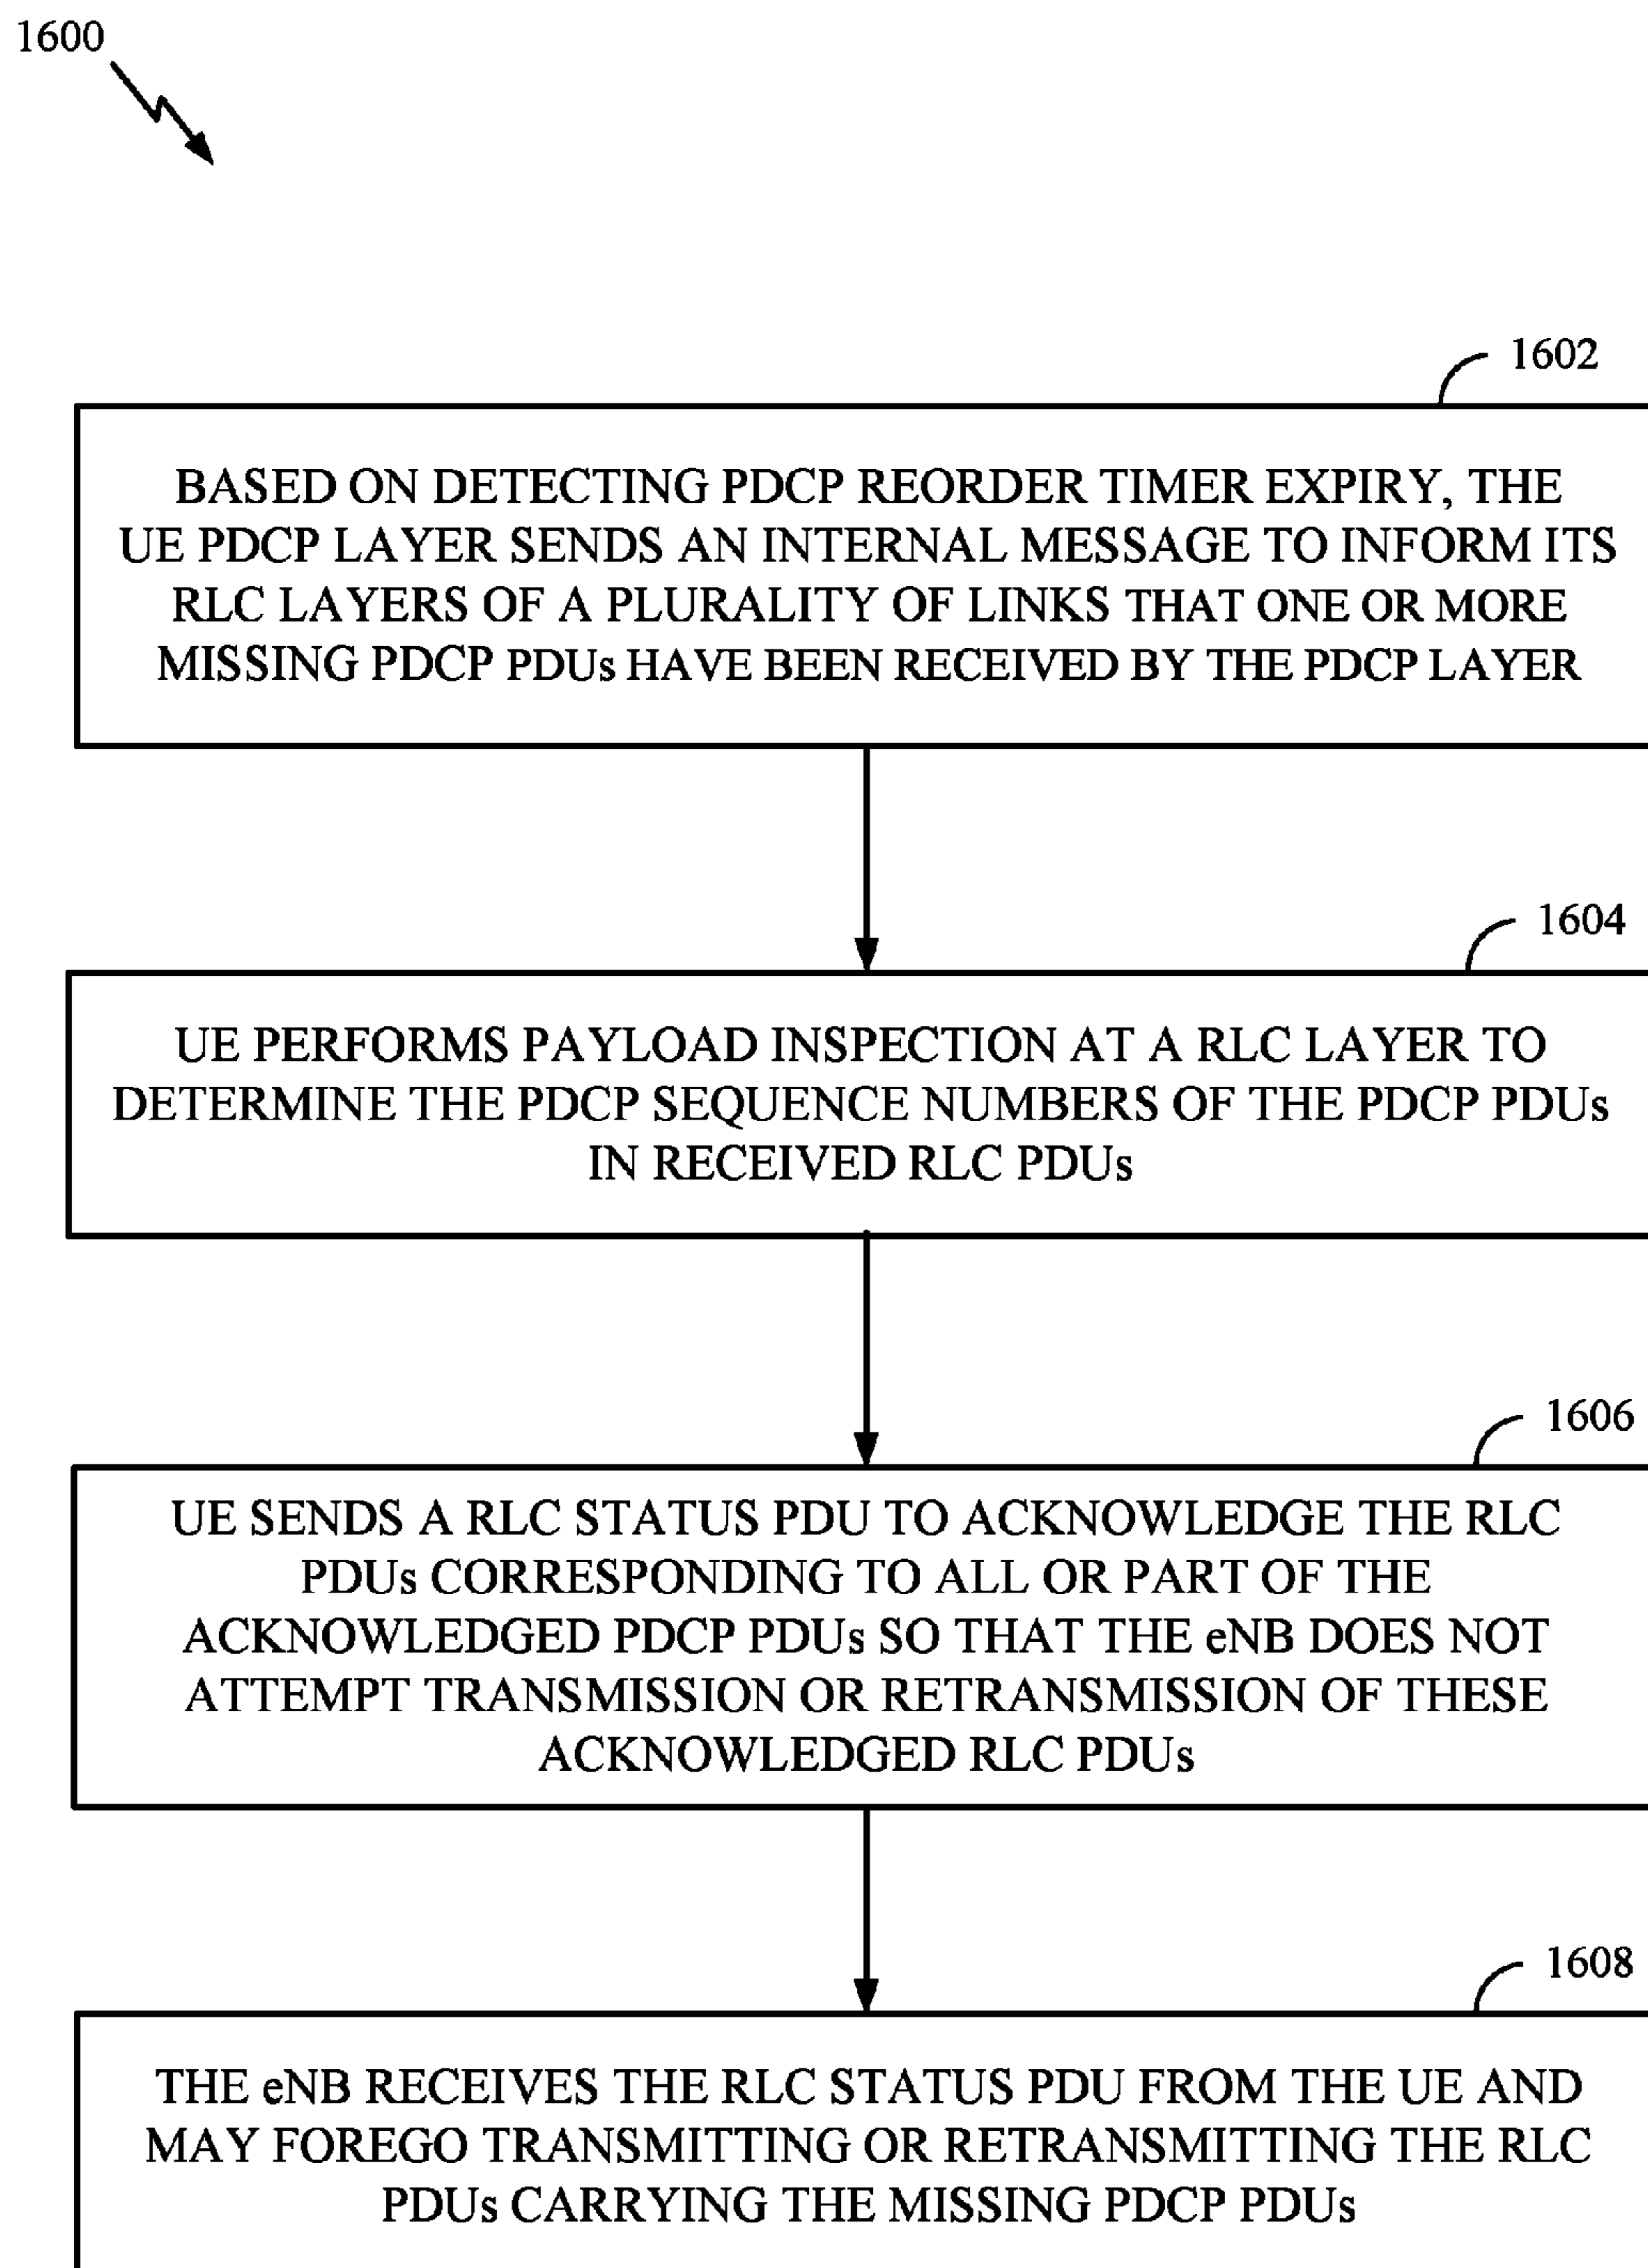 1600
1602
BASED ON DETECTING PDCP REORDER TIMER EXPIRY, THE
UE PDCP LAYER SENDS AN INTERNAL MESSAGE TO INFORM ITS
RLC LAYERS OF A PLURALITY OF LINKS THAT ONE OR MORE
MISSING PDCP PDUs HAVE BEEN RECEIVED BY THE PDCP LAYER
1604
UE PERFORMS PAYLOAD INSPECTION AT A RLC LAYER TO
DETERMINE THE PDCP SEQUENCE NUMBERS OF THE PDCP PDUs
IN RECEIVED RLC PDUs
1606
UE SENDS A RLC STATUS PDU TO ACKNOWLEDGE THE RLC
PDUs CORRESPONDING TO ALL OR PART OF THE
ACKNOWLEDGED PDCP PDUs SO THAT THE eNB DOES NOT
ATTEMPT TRANSMISSION OR RETRANSMISSION OF THESE
ACKNOWLEDGED RLC PDUs
1608
THE eNB RECEIVES THE RLC STATUS PDU FROM THE UE AND
MAY FOREGO TRANSMITTING OR RETRANSMITTING THE RLC
PDUs CARRYING THE MISSING PDCP PDUs